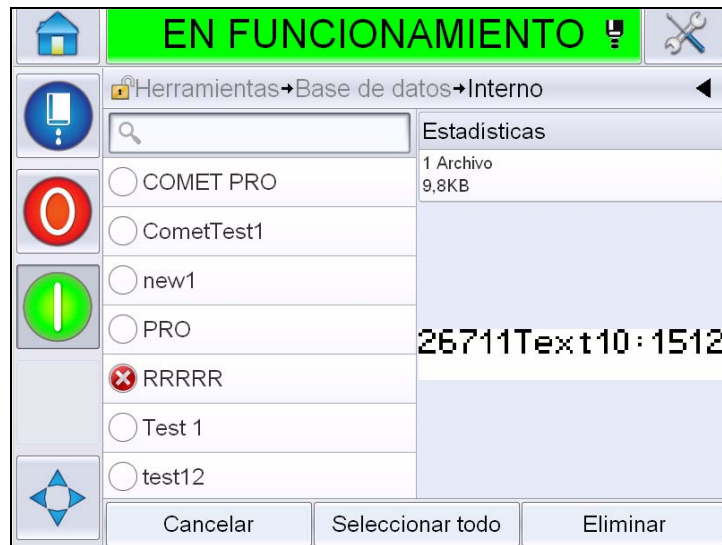 EN FUNCIONAMIENTO
Herramientas→Base de datos→Interno
Estadísticas
1 Archivo
9,8KB
COMET PRO
CometTest1
new1
PRO
RRRRR
Test 1
test12
26711Text10:1512
Cancelar
Seleccionar todo
Eliminar